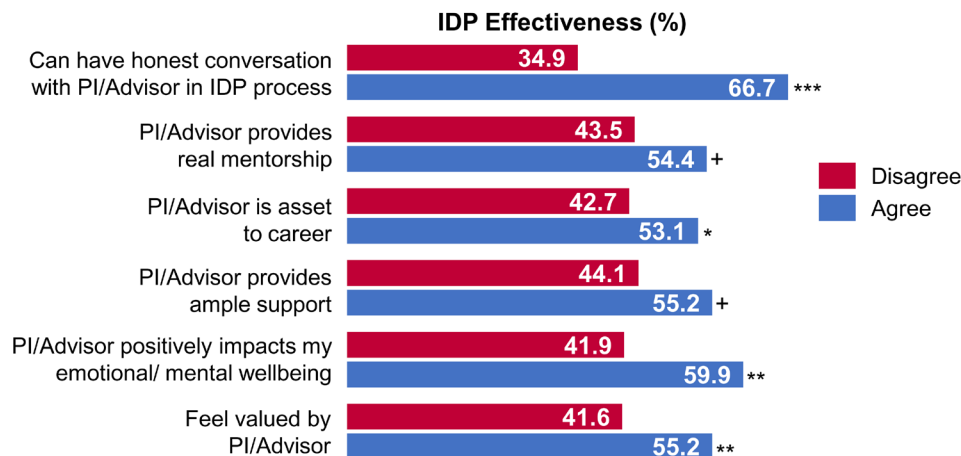 IDP Effectiveness (%)
Can have honest conversation
with PI/Advisor in IDP process
34.9
66.7 ***
PI/Advisor provides
real mentorship
43.5
54.4 +
PI/Advisor is asset
to career
42.7
53.1 *
PI/Advisor provides
ample support
44.1
55.2 +
PI/Advisor positively impacts my
emotional/ mental wellbeing
41.9
59.9 **
Feel valued by
PI/Advisor
41.6
55.2 **
Disagree
Agree